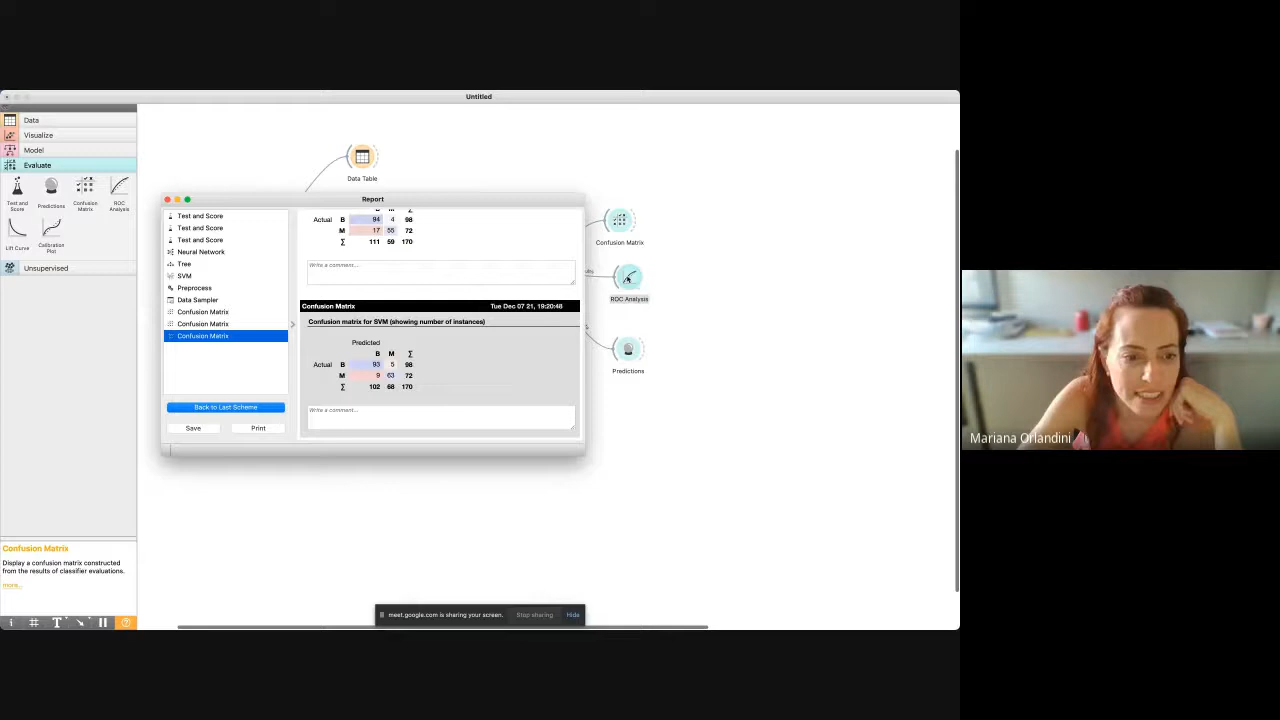 Untitled
Data
Visualize
Model
Evaluate
Test and Score
Predictions
Confusion Matrix
ROC Analysis
Lift Curve
Calibration Plot
Unsupervised
Confusion Matrix
Display a confusion matrix constructed
from the results of classifier evaluations.
more...
Data Table
Report
Test and Score
Test and Score
Test and Score
Neural Network
Tree
SVM
Preprocess
Data Sampler
Confusion Matrix
Confusion Matrix
Confusion Matrix
Back to Last Scheme
Save
Print
Actual B 94 4 98
M 17 55 72
Σ 111 59 170
Write a comment...
Confusion Matrix Tue Dec 07 21, 19:20:48
Confusion matrix for SVM (showing number of instances)
Predicted
B M Σ
Actual B 93 5 98
M 9 63 72
Σ 102 68 170
Write a comment...
Confusion Matrix
ROC Analysis
Predictions
meet.google.com is sharing your screen. Stop sharing Hide
Mariana Orlandini